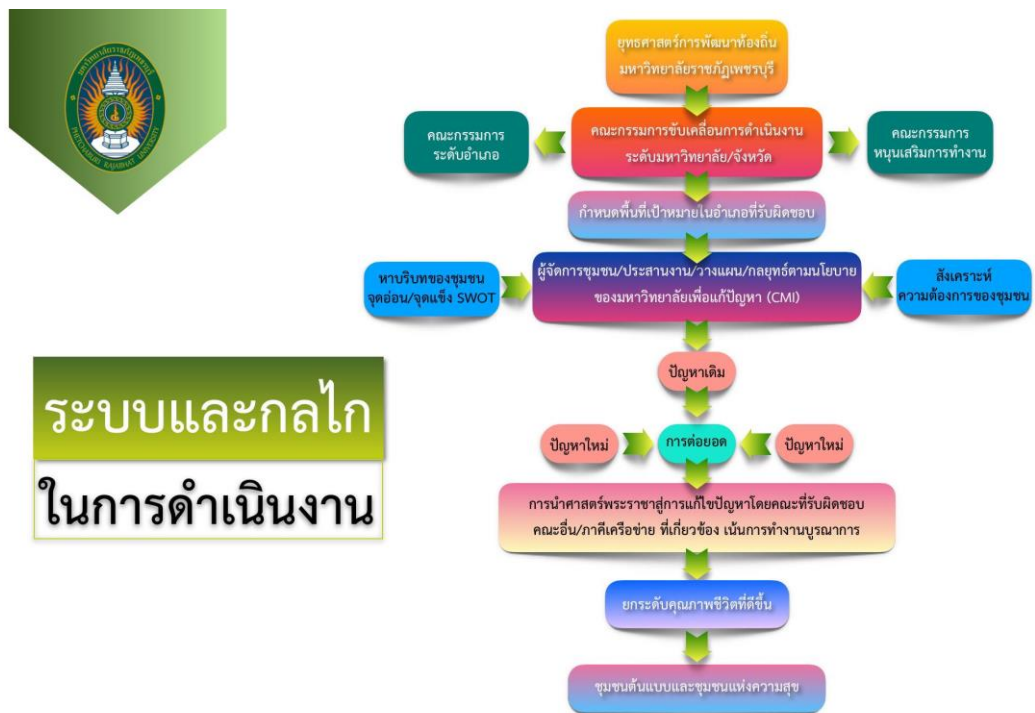 มหาวิทยาลัยราชภัฏเพชรบุรี
PHETCHABURI RAJABHAT UNIVERSITY
ระบบและกลไก
ในการดำเนินงาน
ยุทธศาสตร์การพัฒนาท้องถิ่น
มหาวิทยาลัยราชภัฏเพชรบุรี
คณะกรรมการ
ระดับอำเภอ
คณะกรรมการขับเคลื่อนการดำเนินงาน
ระดับมหาวิทยาลัย/จังหวัด
คณะกรรมการ
หนุนเสริมการทำงาน
กำหนดพื้นที่เป้าหมายในอำเภอที่รับผิดชอบ
หาบริบทของชุมชน
จุดอ่อน/จุดแข็ง SWOT
ผู้จัดการชุมชน/ประสานงาน/วางแผน/กลยุทธ์ตามนโยบาย
ของมหาวิทยาลัยเพื่อแก้ปัญหา (CMI)
สังเคราะห์
ความต้องการของชุมชน
ปัญหาเดิม
ปัญหาใหม่
การต่อยอด
ปัญหาใหม่
การนำศาสตร์พระราชาสู่การแก้ไขปัญหาโดยคณะที่รับผิดชอบ
คณะอื่น/ภาคีเครือข่าย ที่เกี่ยวข้อง เน้นการทำงานบูรณาการ
ยกระดับคุณภาพชีวิตที่ดีขึ้น
ชุมชนต้นแบบและชุมชนแห่งความสุข